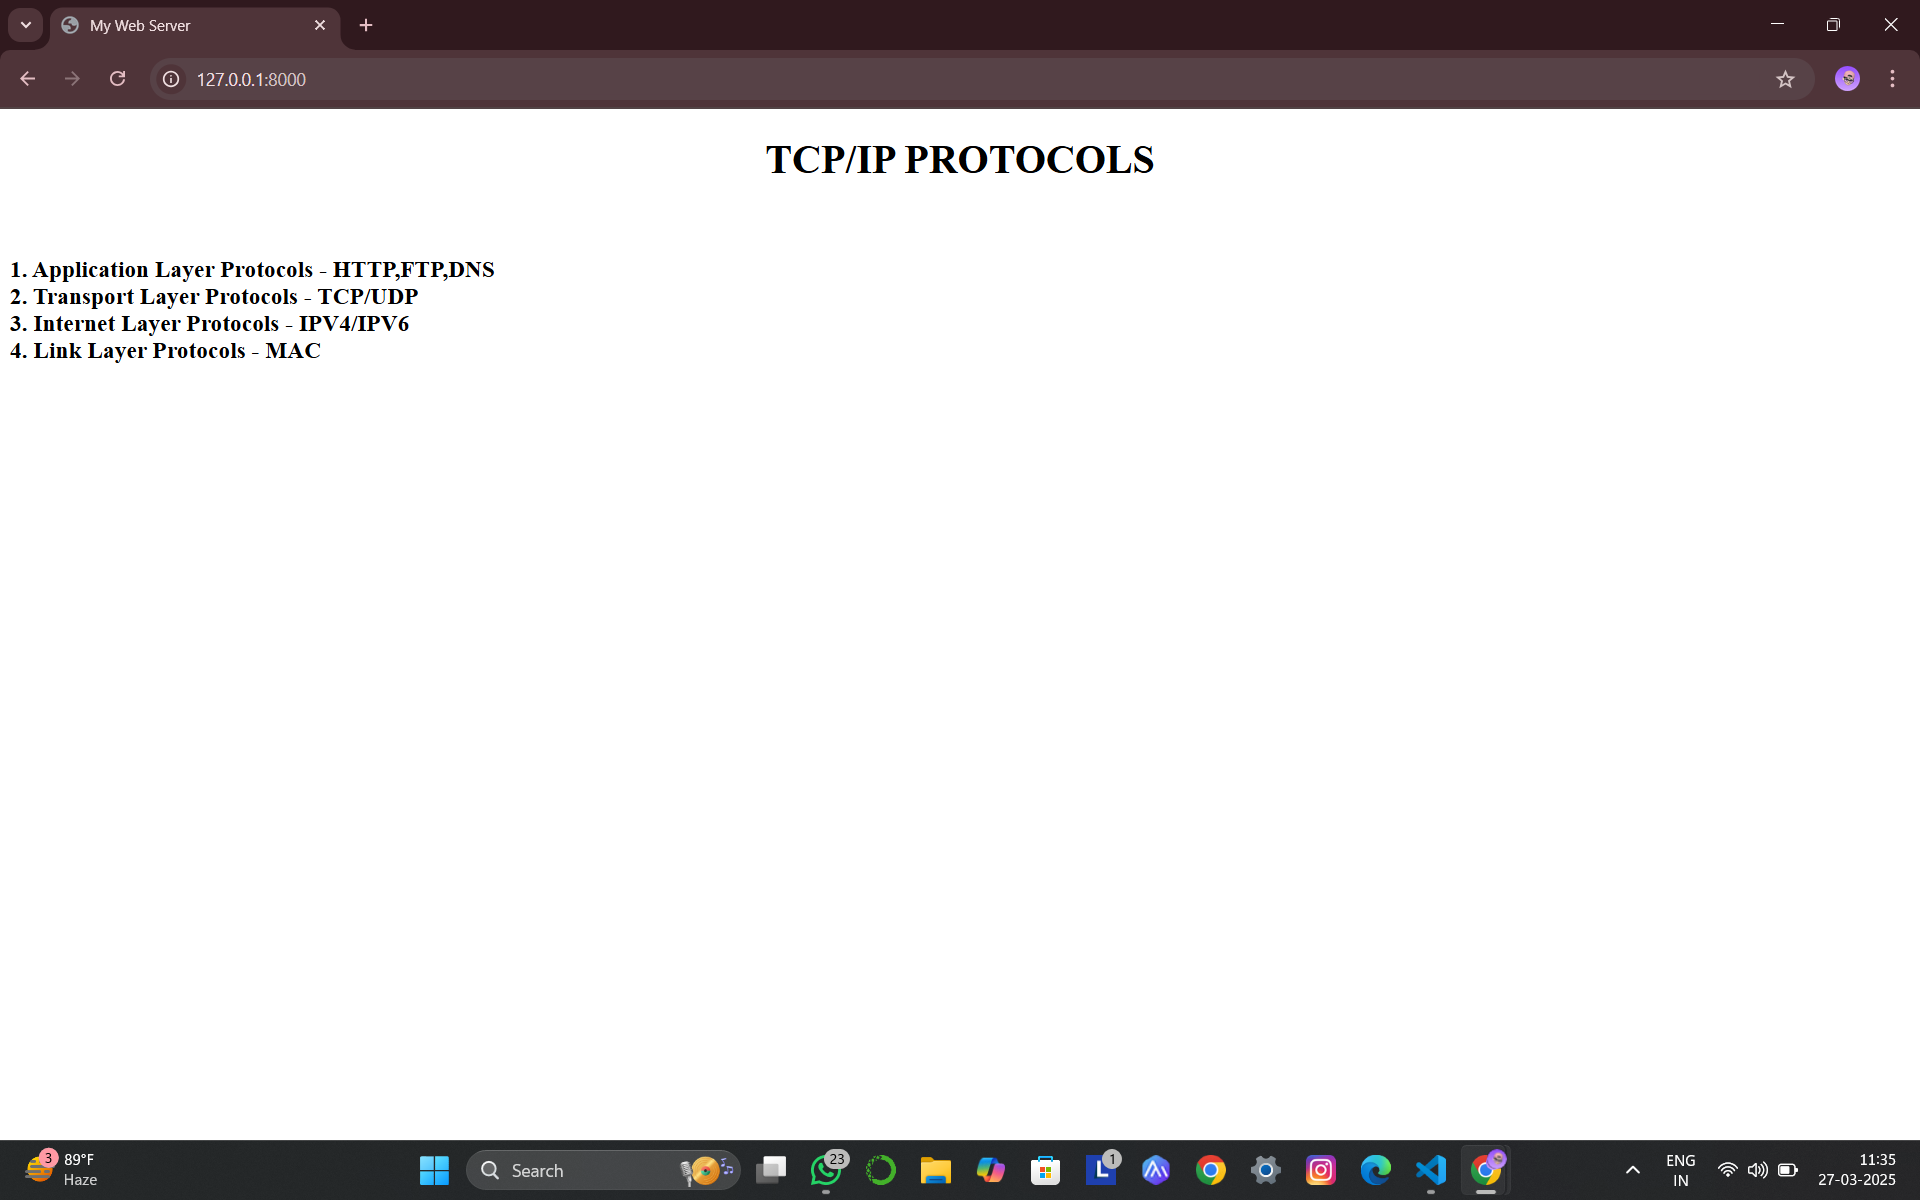 My Web Server
127.0.0.1:8000
TCP/IP PROTOCOLS
1. Application Layer Protocols - HTTP,FTP,DNS
2. Transport Layer Protocols - TCP/UDP
3. Internet Layer Protocols - IPV4/IPV6
4. Link Layer Protocols - MAC
3
89°F
Haze
Search
23
L
1
ENG
IN
11:35
27-03-2025